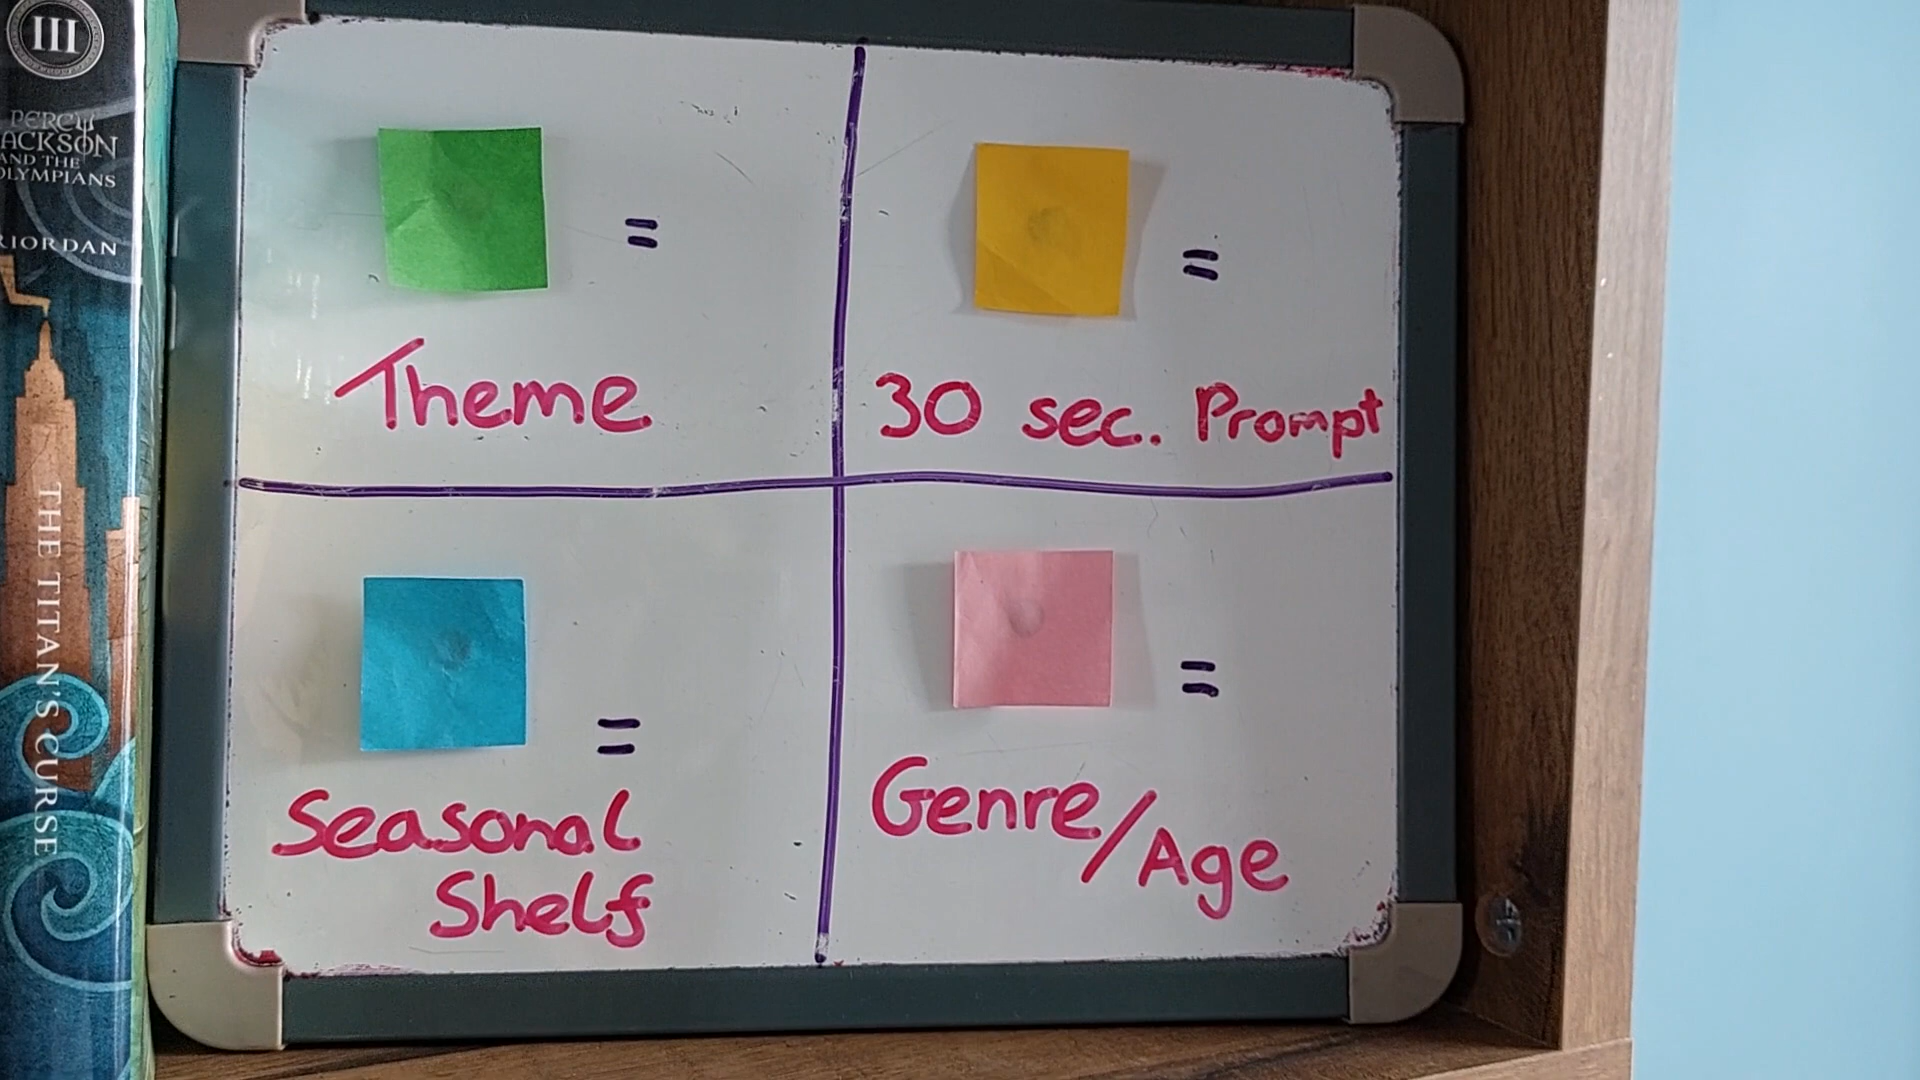 III
PERCY
JACKSON
AND THE
OLYMPIANS
RIORDAN
THE TITAN'S CURSE
=
Theme
=
30 sec. Prompt
=
Seasonal
Shelf
=
Genre/Age